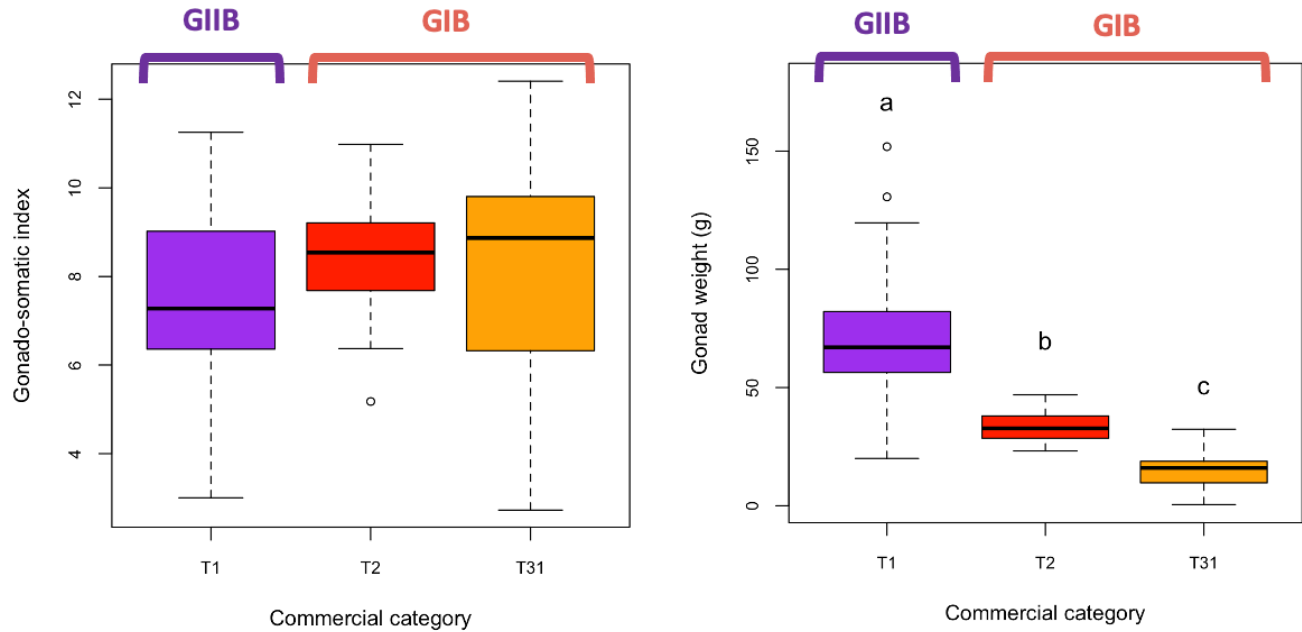 GIIB GIB
Gonado-somatic index
12
10
8
6
4
T1 T2 T31
Commercial category
GIIB GIB
Gonad weight (g)
150
100
50
0
a
b
c
T1 T2 T31
Commercial category